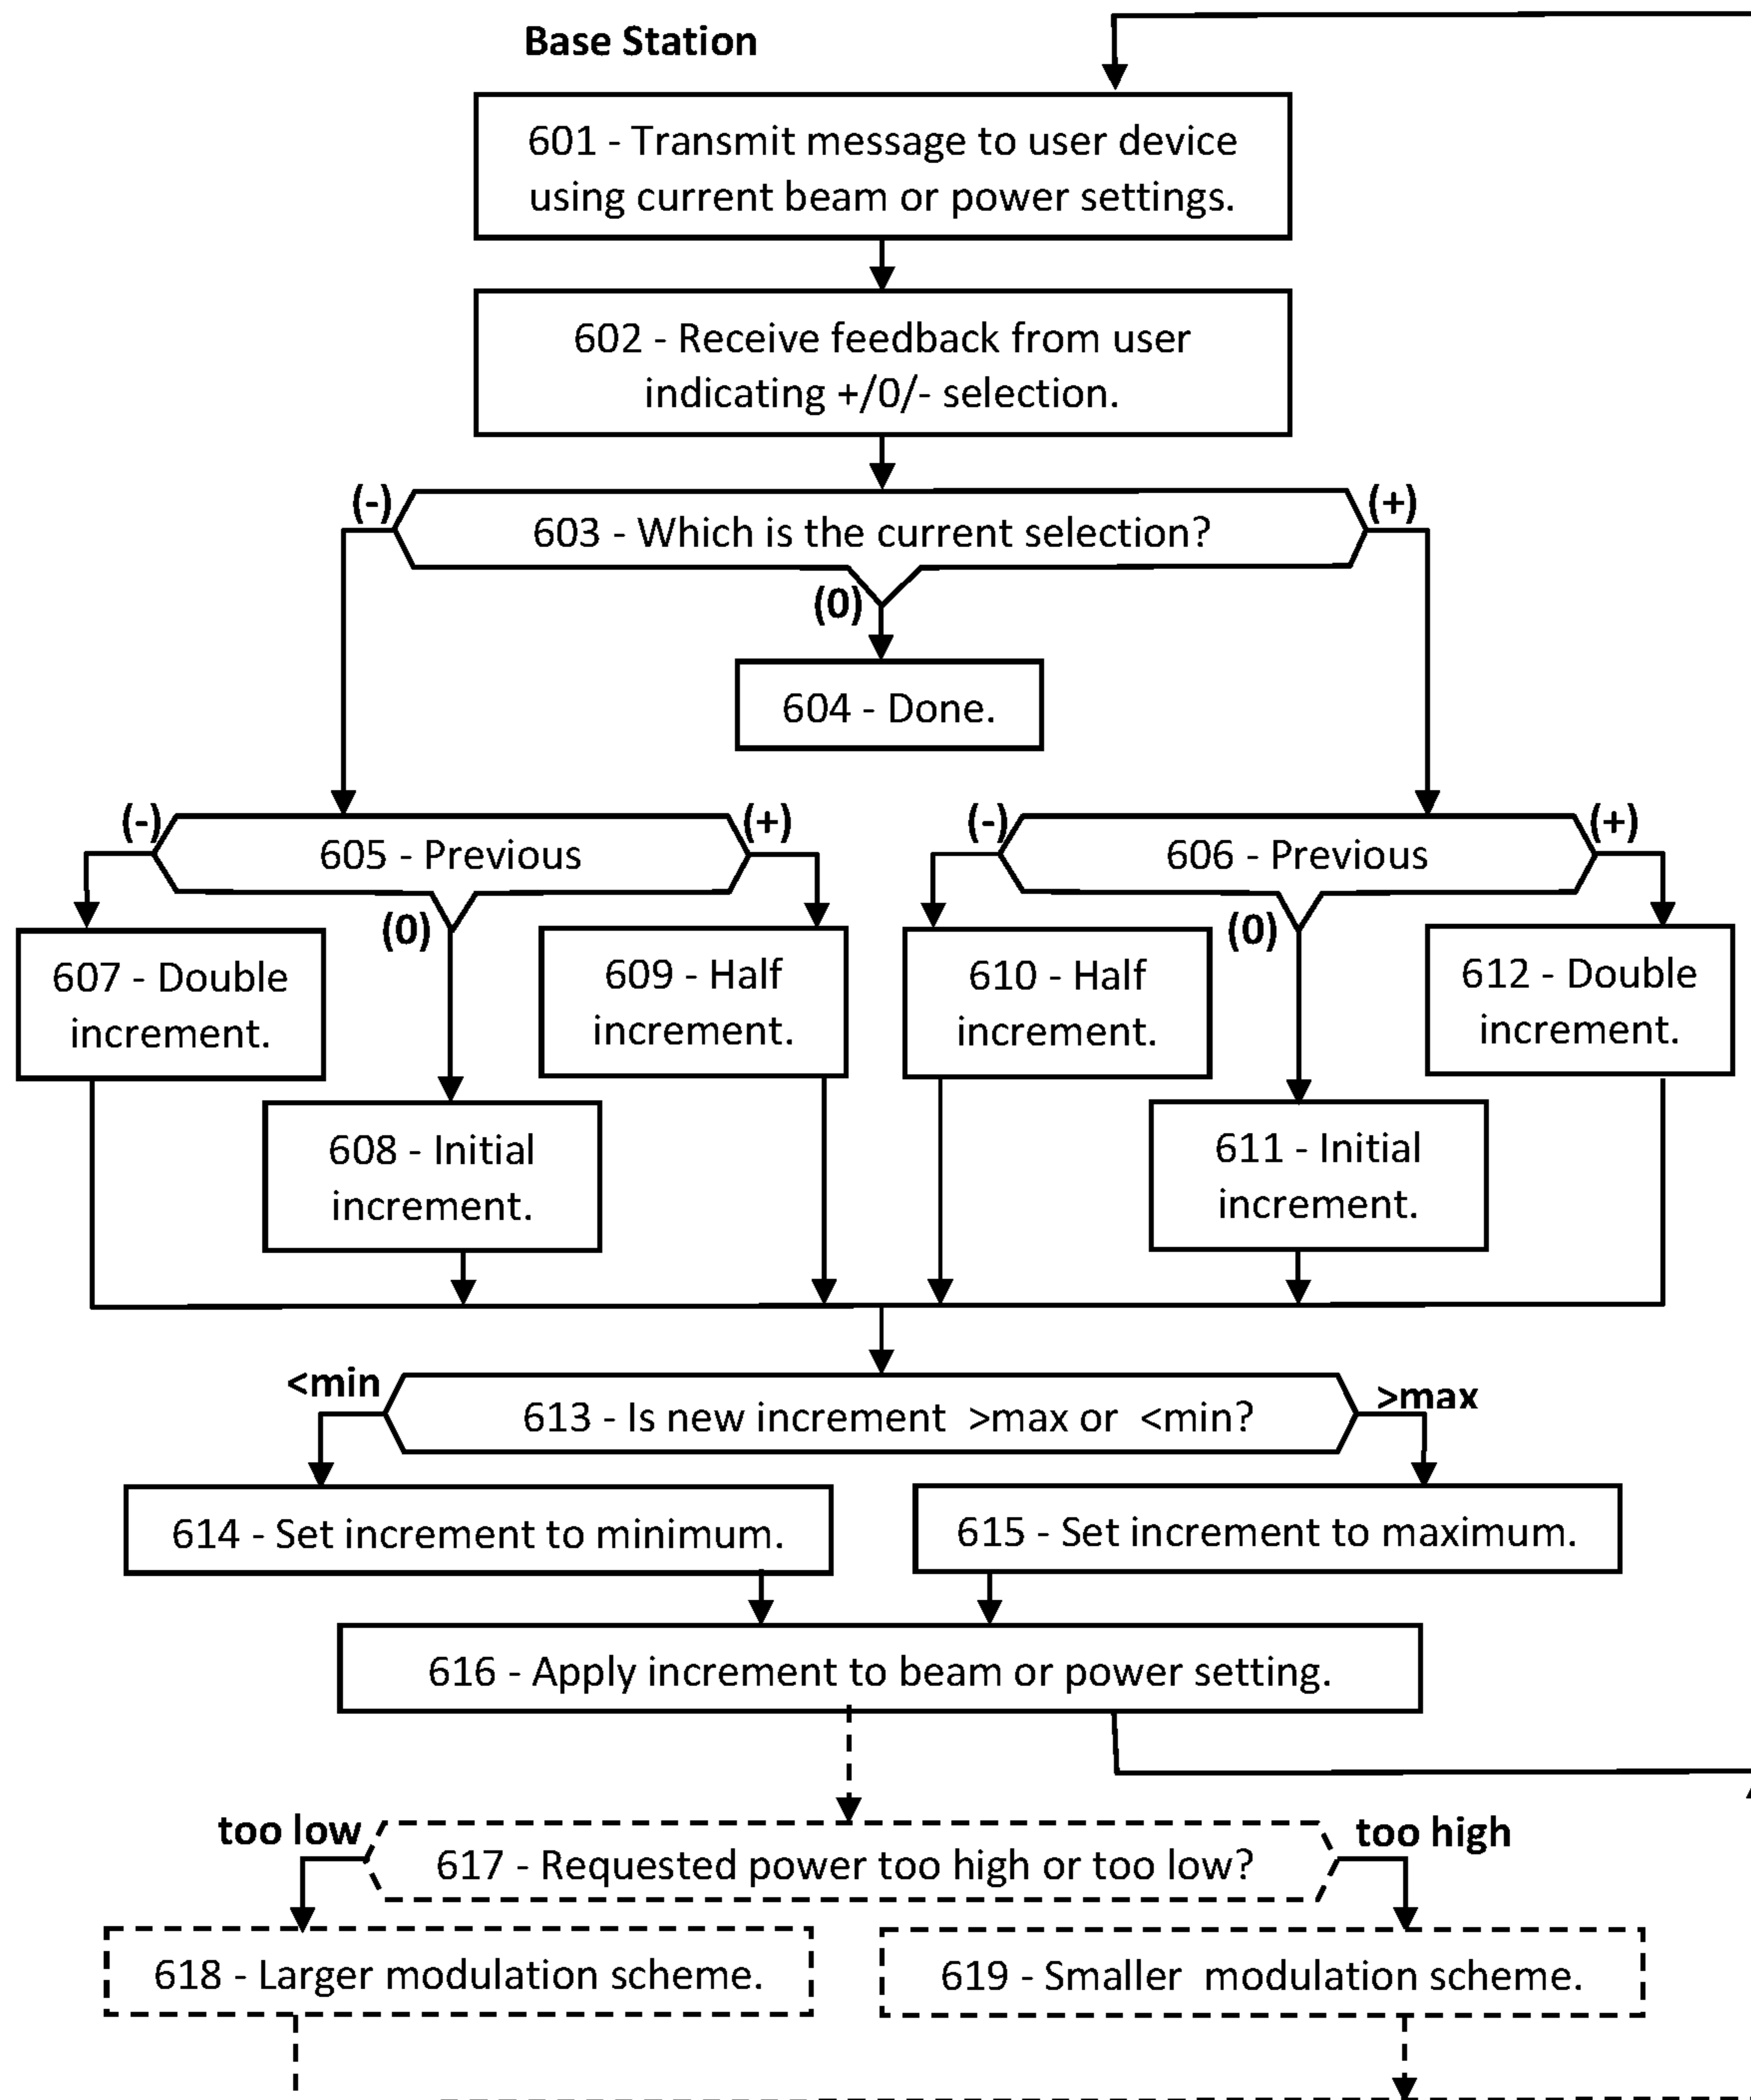 Base Station
601 - Transmit message to user device
using current beam or power settings.
602 - Receive feedback from user
indicating +/0/- selection.
(-)
(+)
603 - Which is the current selection?
(0)
604 - Done.
(-)
605 - Previous
(+)
(0)
(-)
606 - Previous
(+)
(0)
607 - Double
increment.
609 - Half
increment.
610 - Half
increment.
612 - Double
increment.
608 - Initial
increment.
611 - Initial
increment.
<min
613 - Is new increment  >max or  <min?
>max
614 - Set increment to minimum.
615 - Set increment to maximum.
616 - Apply increment to beam or power setting.
too low
617 - Requested power too high or too low?
too high
618 - Larger modulation scheme.
619 - Smaller  modulation scheme.